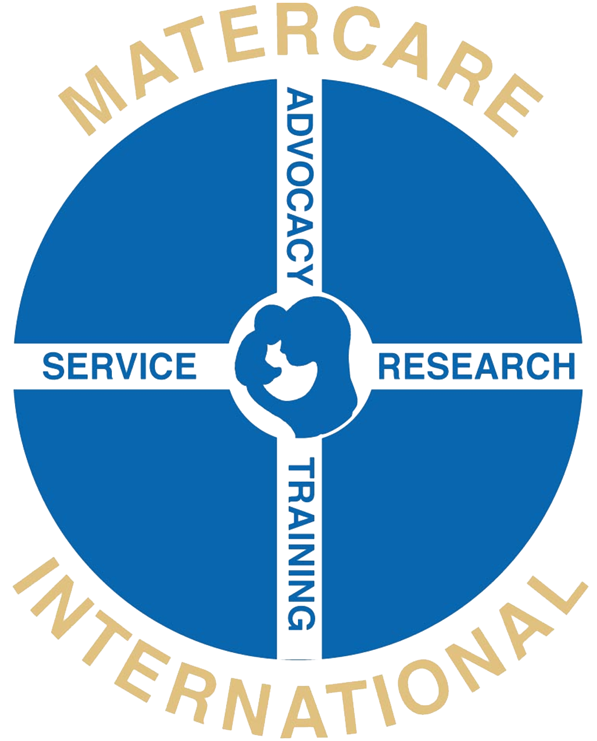 MATERCARE
ADVOCACY
SERVICE
RESEARCH
TRAINING
INTERNATIONAL